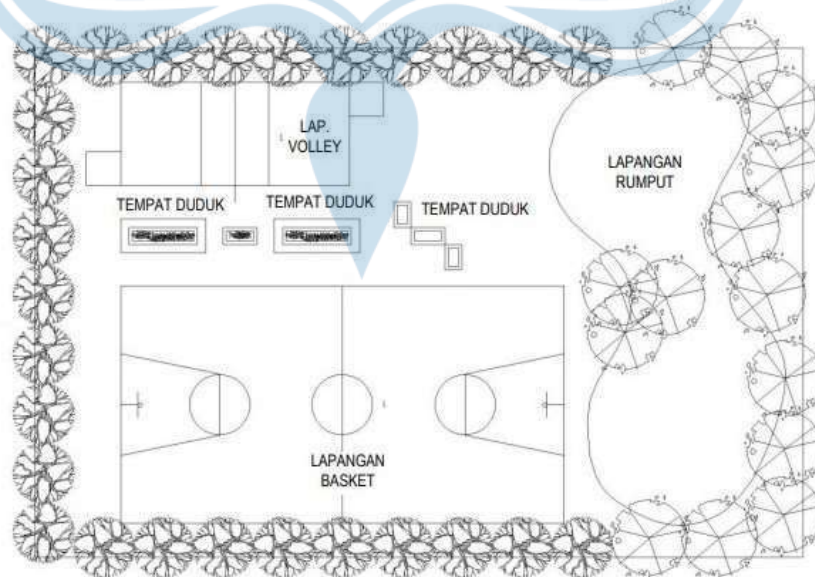 LAP.
VOLLEY
LAPANGAN
RUMPUT
TEMPAT DUDUK
TEMPAT DUDUK
TEMPAT DUDUK
LAPANGAN
BASKET